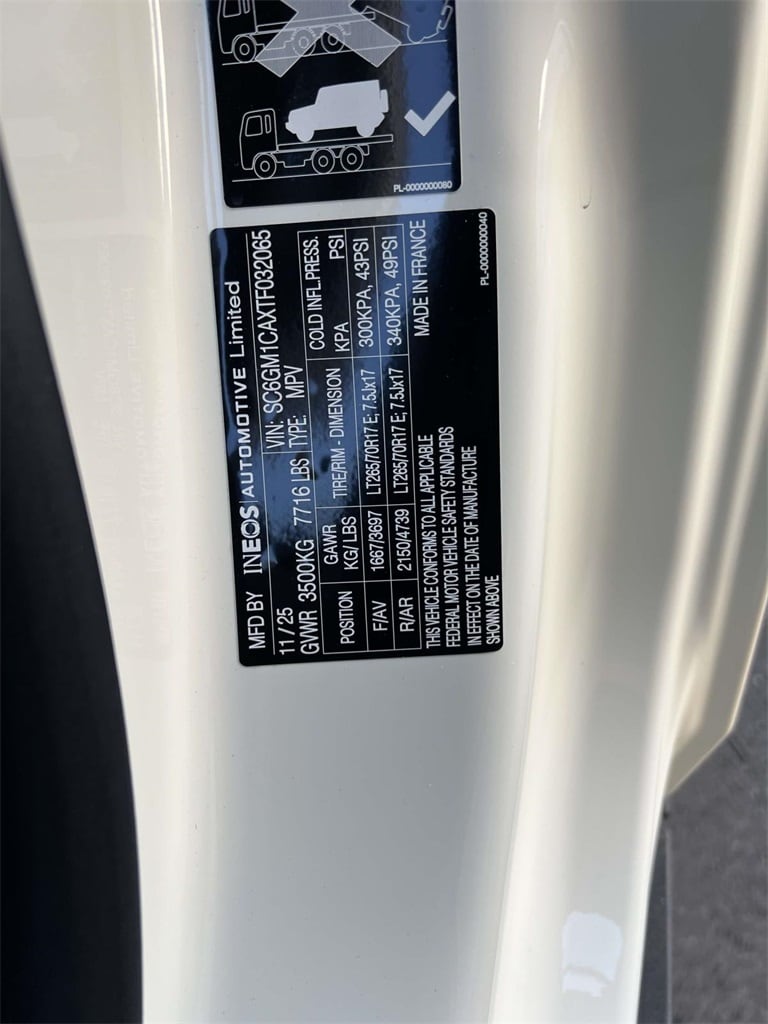 PL-0000000080
MFD BY INEOS|AUTOMOTIVE Limited
11/25 VIN: SC6GM1CAXTF032065
GVWR 3500KG 7716 LBS TYPE: MPV
POSITION GAWR KG/LBS TIRE/RIM - DIMENSION COLD INFL.PRESS. KPA PSI
F/AV 1667/3697 LT265/70R17 E; 7.5Jx17 300KPA, 43PSI
R/AR 2150/4739 LT265/70R17 E; 7.5Jx17 340KPA, 49PSI
THIS VEHICLE CONFORMS TO ALL APPLICABLE MADE IN FRANCE
FEDERAL MOTOR VEHICLE SAFETY STANDARDS
IN EFFECT ON THE DATE OF MANUFACTURE
SHOWN ABOVE
PL-0000000040